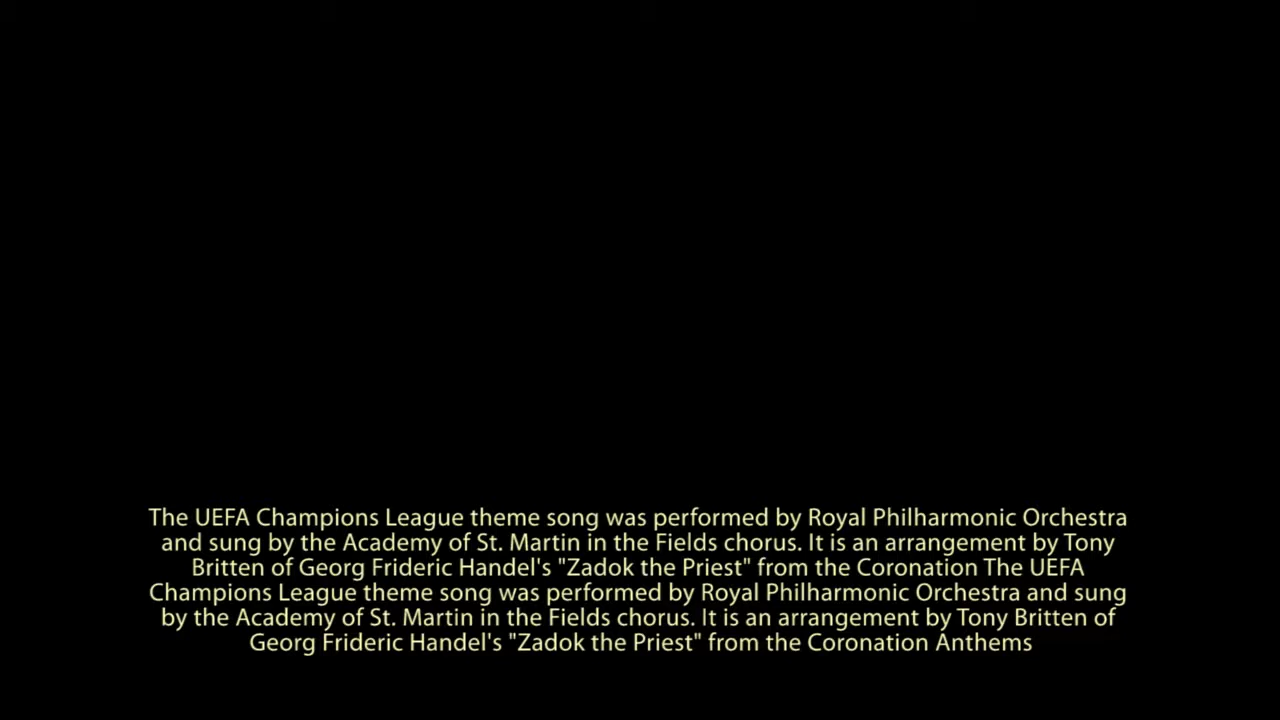 The UEFA Champions League theme song was performed by Royal Philharmonic Orchestra
and sung by the Academy of St. Martin in the Fields chorus. It is an arrangement by Tony
Britten of Georg Frideric Handel's "Zadok the Priest" from the Coronation The UEFA
Champions League theme song was performed by Royal Philharmonic Orchestra and sung
by the Academy of St. Martin in the Fields chorus. It is an arrangement by Tony Britten of
Georg Frideric Handel's "Zadok the Priest" from the Coronation Anthems